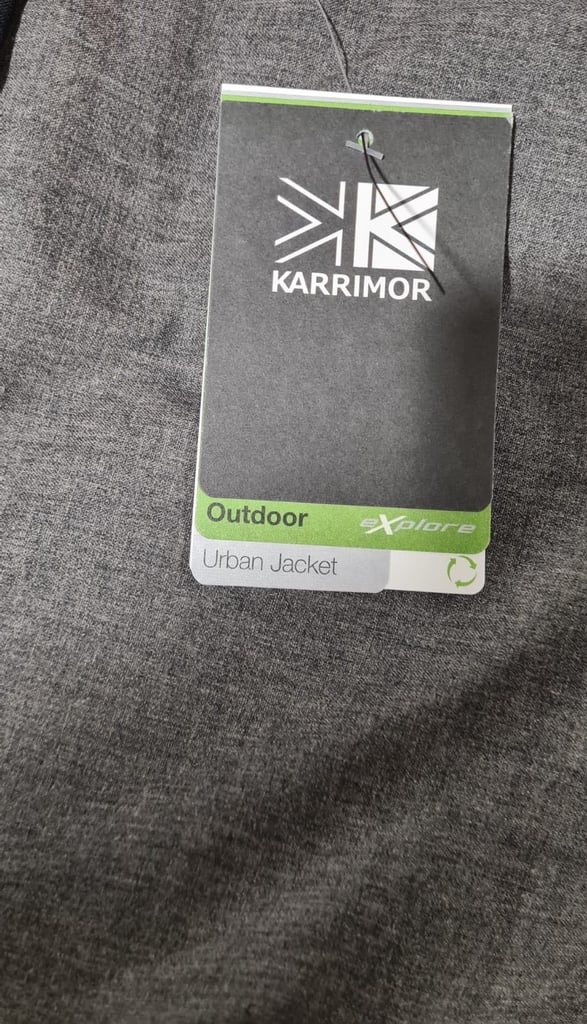 KARRIMOR
Outdoor
eXplore
Urban Jacket